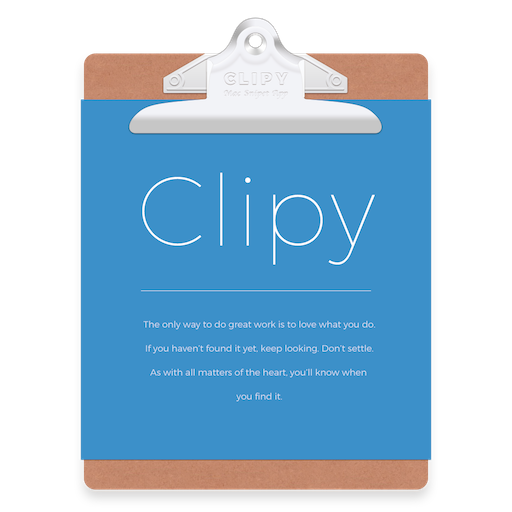 CLIPY
Clipy
The only way to do great work is to love what you do.
If you haven't found it yet, keep looking. Don't settle.
As with all matters of the heart, you'll know when
you find it.